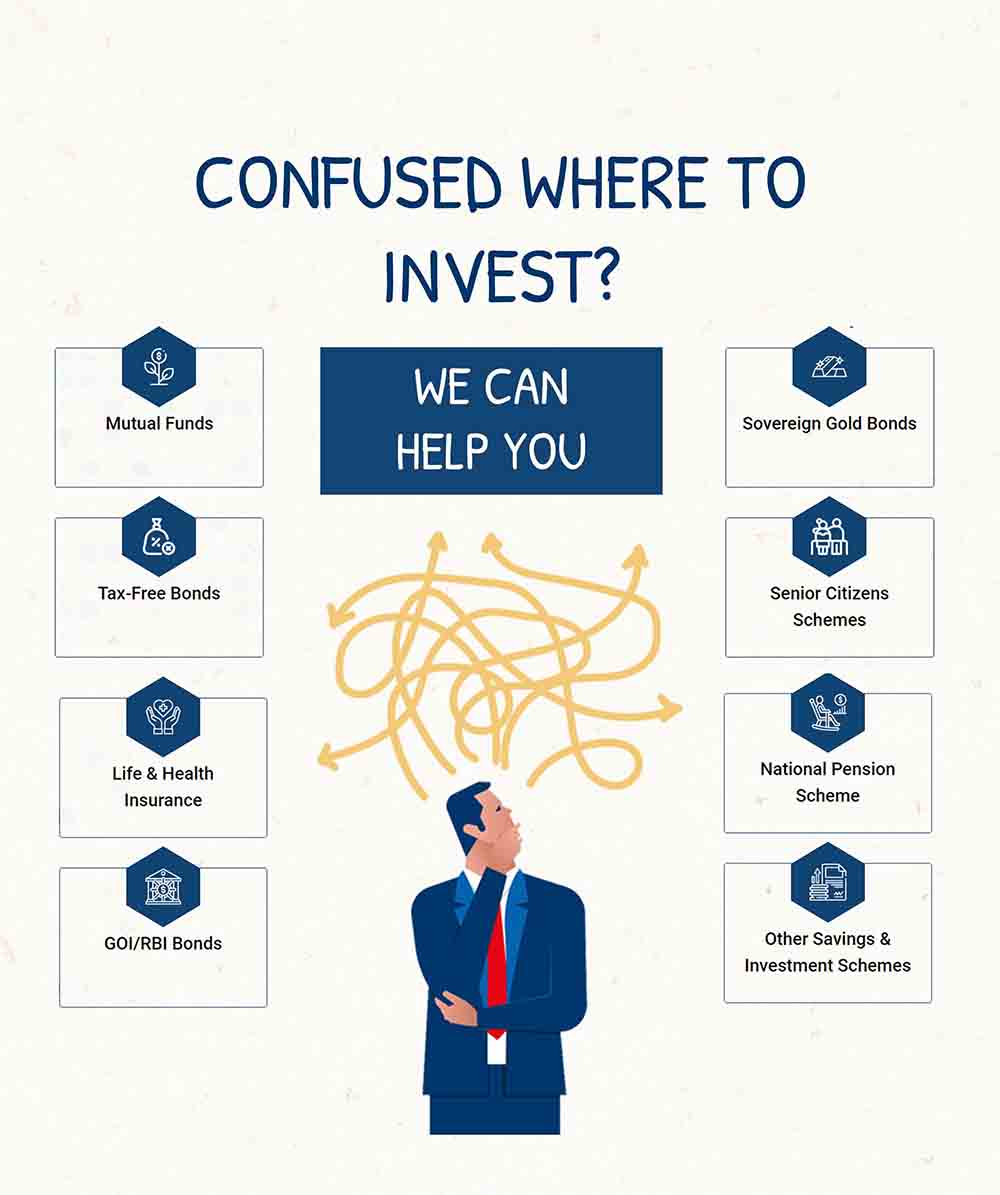 CONFUSED WHERE TO
INVEST?
WE CAN
HELP YOU
Mutual Funds
Tax-Free Bonds
Life & Health
Insurance
GOI/RBI Bonds
Sovereign Gold Bonds
Senior Citizens
Schemes
National Pension
Scheme
Other Savings &
Investment Schemes